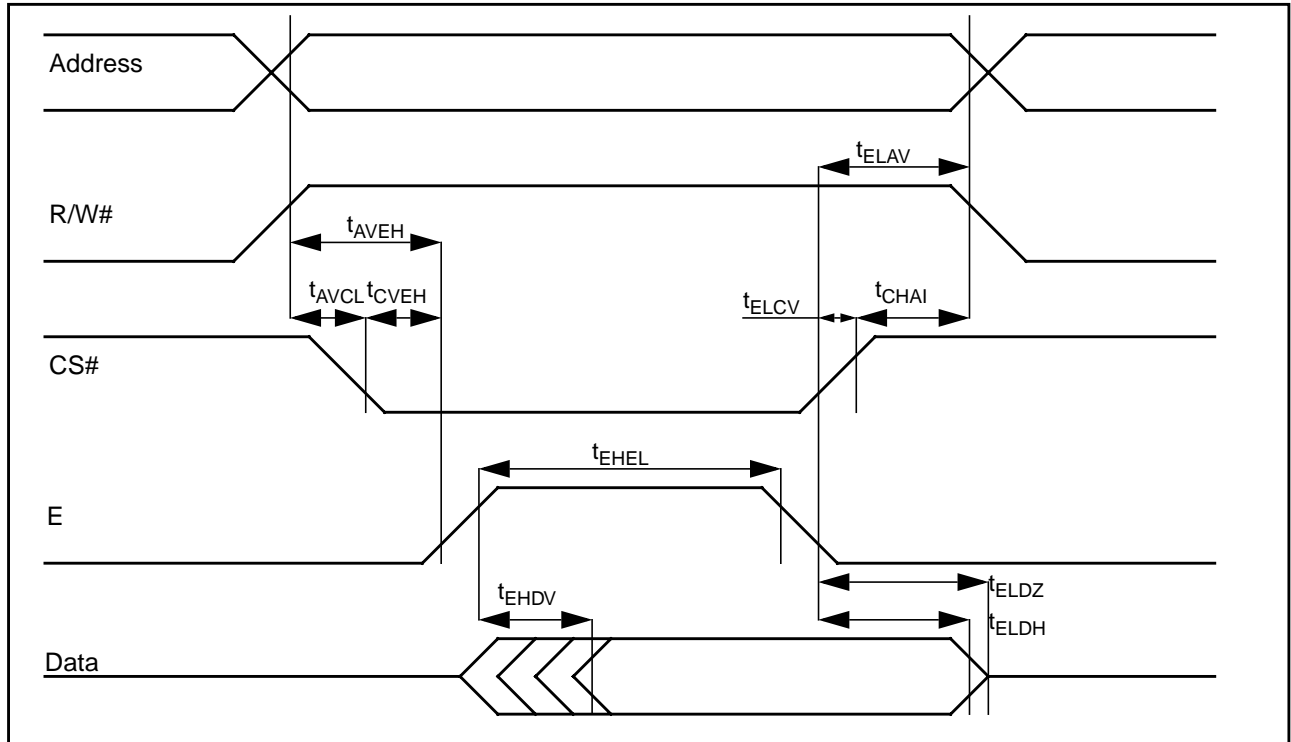 Address
tELAV
R/W#
tAVEH
tAVCL tCVEH
tELCV
tCHAI
CS#
tEHEL
E
tEHDV
tELDZ
tELDH
Data